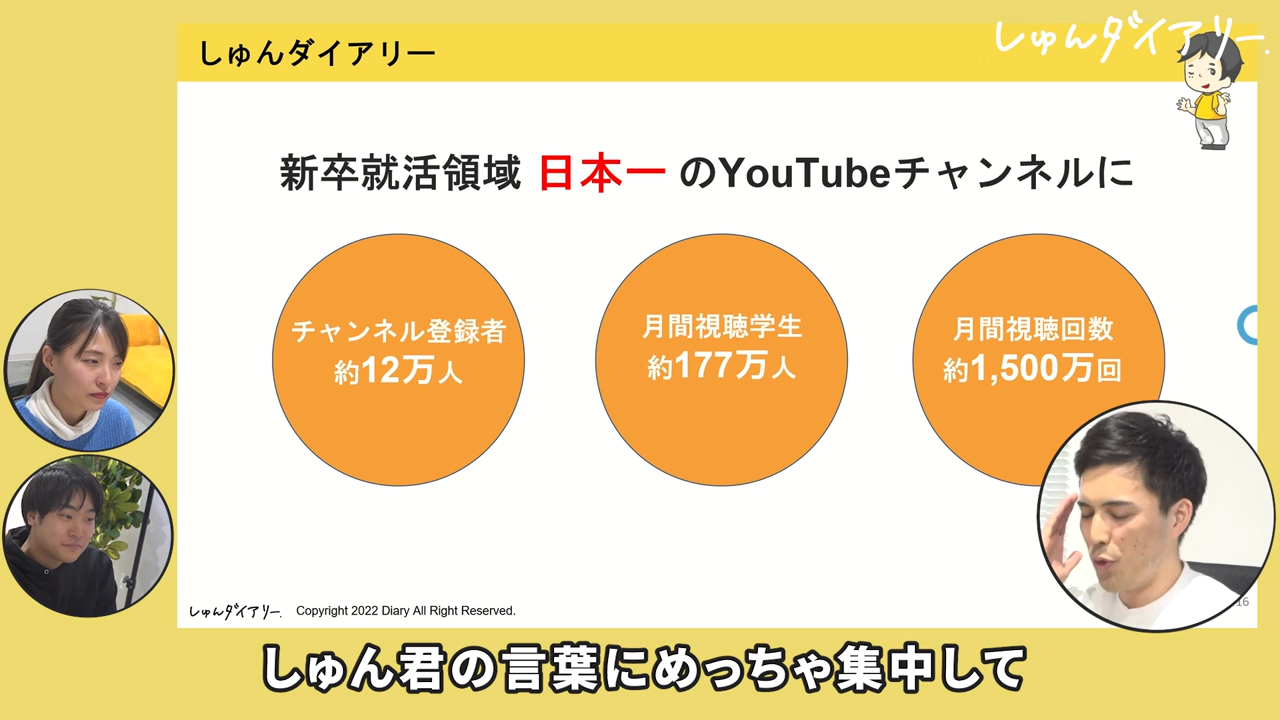 しゅんダイアリー
しゅんダイアリー.
新卒就活領域 日本一 のYouTubeチャンネルに
チャンネル登録者
約12万人
月間視聴学生
約177万人
月間視聴回数
約1,500万回
しゅんダイアリー. Copyright 2022 Diary All Right Reserved.
16
しゅん君の言葉にめっちゃ集中して